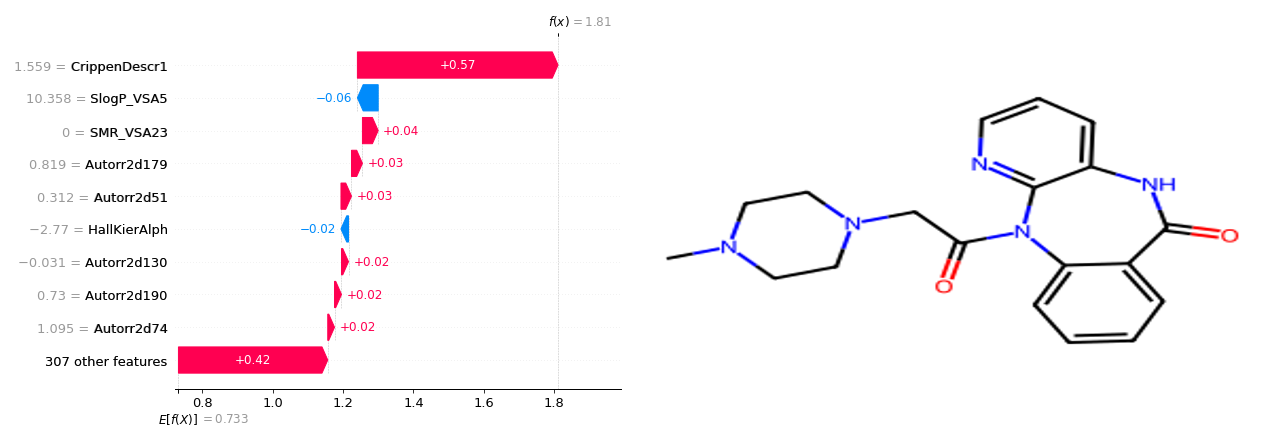 f(x) = 1.81
1.559 = CrippenDescr1 +0.57
10.358 = SlogP_VSA5 −0.06
0 = SMR_VSA23 +0.04
0.819 = Autorr2d179 +0.03
0.312 = Autorr2d51 +0.03
−2.77 = HallKierAlph −0.02
−0.031 = Autorr2d130 +0.02
0.73 = Autorr2d190 +0.02
1.095 = Autorr2d74 +0.02
307 other features +0.42
0.8 1.0 1.2 1.4 1.6 1.8
E[f(X)] = 0.733
N
NH
N
N
O
N
O